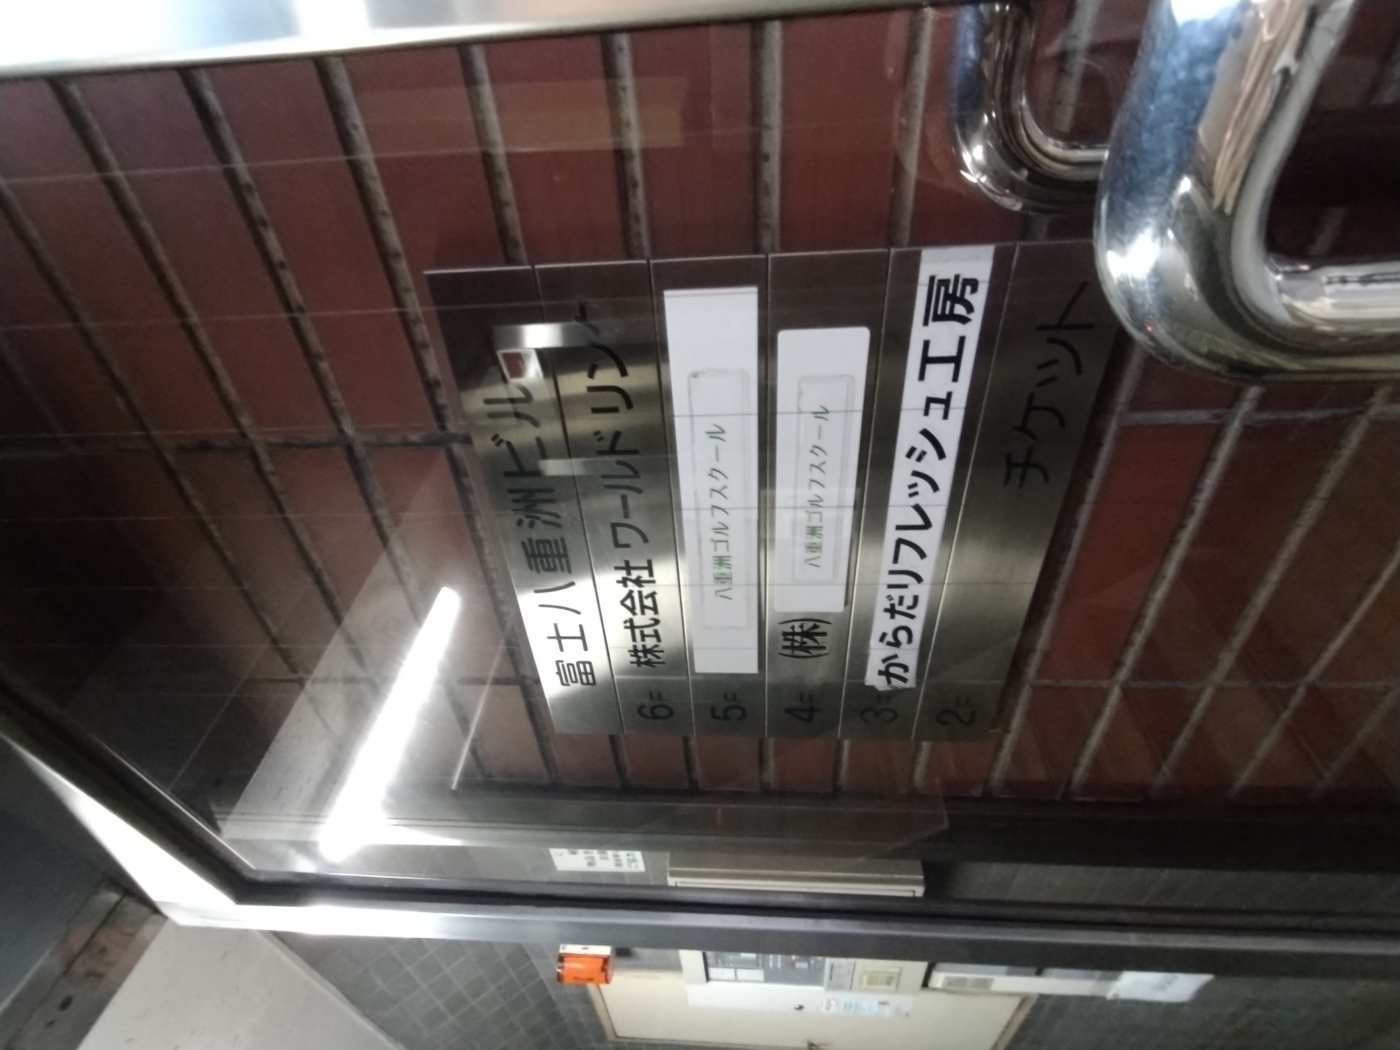 富士八重洲ビル
6F 株式会社ワールドリンク
5F 八重洲ゴルフスクール
4F (株) 八重洲ゴルフスクール
3F からだリフレッシュ工房
2F チケット